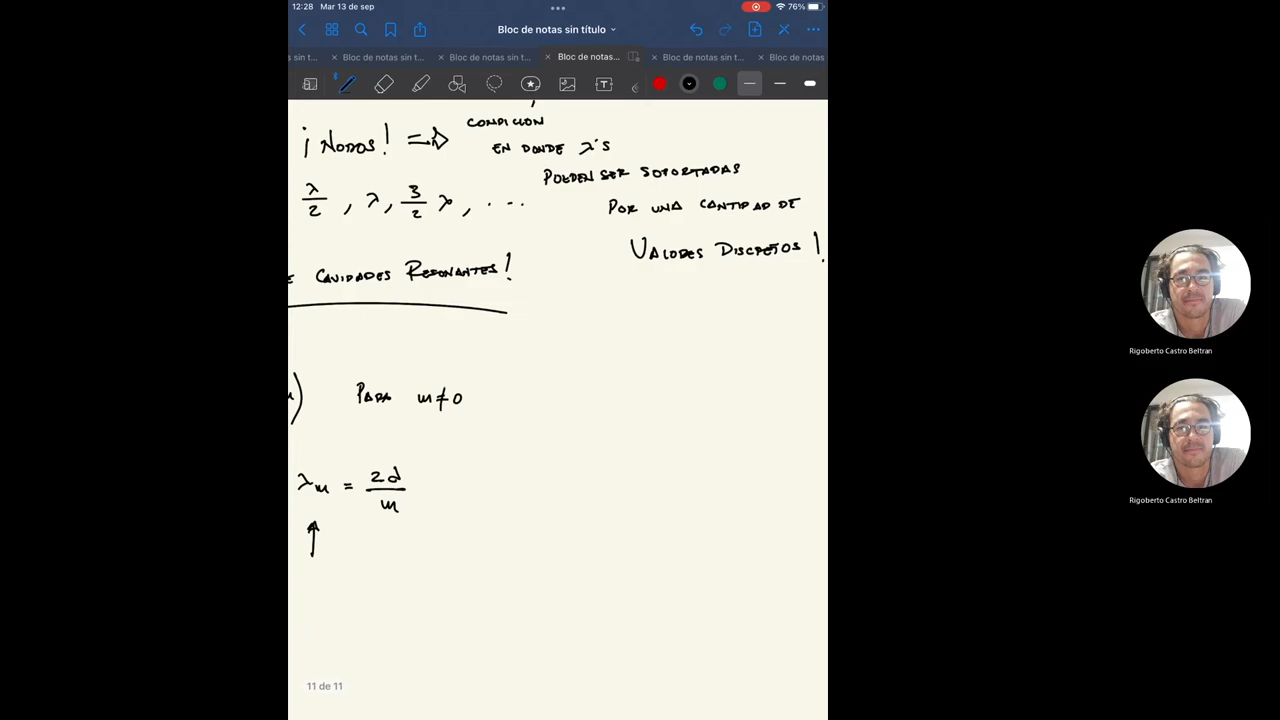 12:28 Mar 13 de sep 76%
Bloc de notas sin título
s sin t... × Bloc de notas sin t... × Bloc de notas sin t... × Bloc de notas... × Bloc de notas sin t... × Bloc de notas
CONDICIÓN
¡NODOS! ⇒ EN DONDE λ'S
PUEDEN SER SOPORTADAS
λ/2, λ, 3/2 λ, ...
POR UNA CANTIDAD DE
VALORES DISCRETOS!
E CAVIDADES RESONANTES!
PARA m≠0
λm = 2d/m
↑
11 de 11
Rigoberto Castro Beltran
Rigoberto Castro Beltran